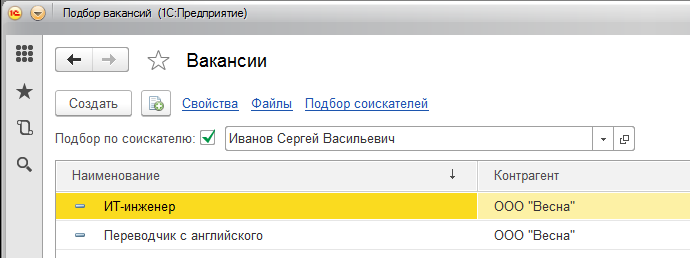 Подбор вакансий (1С:Предприятие)
Вакансии
Создать Свойства Файлы Подбор соискателей
Подбор по соискателю: Иванов Сергей Васильевич
Наименование Контрагент
ИТ-инженер ООО "Весна"
Переводчик с английского ООО "Весна"